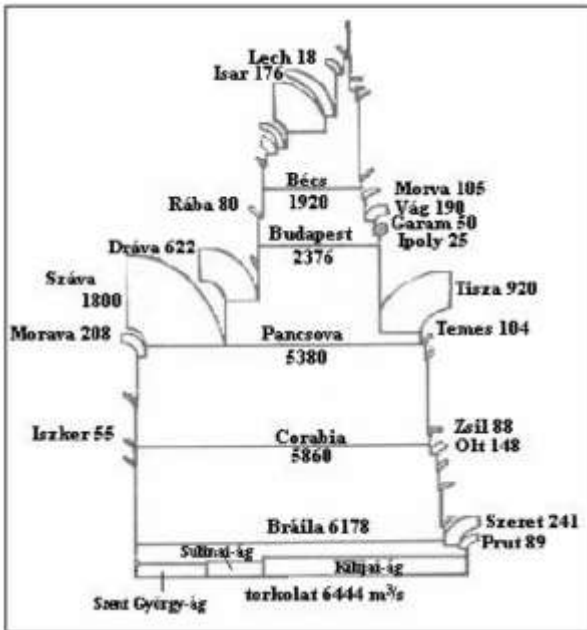 Lech 18
Isar 176
Bécs
1920
Morva 105
Rába 80
Vág 190
Garam 50
Budapest
Ipoly 25
2376
Dráva 622
Száva
1800
Tisza 920
Morava 208
Pancsova
Temes 104
5380
Iszker 55
Zsil 88
Corabia
Olt 148
5860
Bráila 6178
Szeret 241
Prut 89
Sulinai-ág
Kiliai-ág
Szent György-ág
torkolat 6444 m³/s